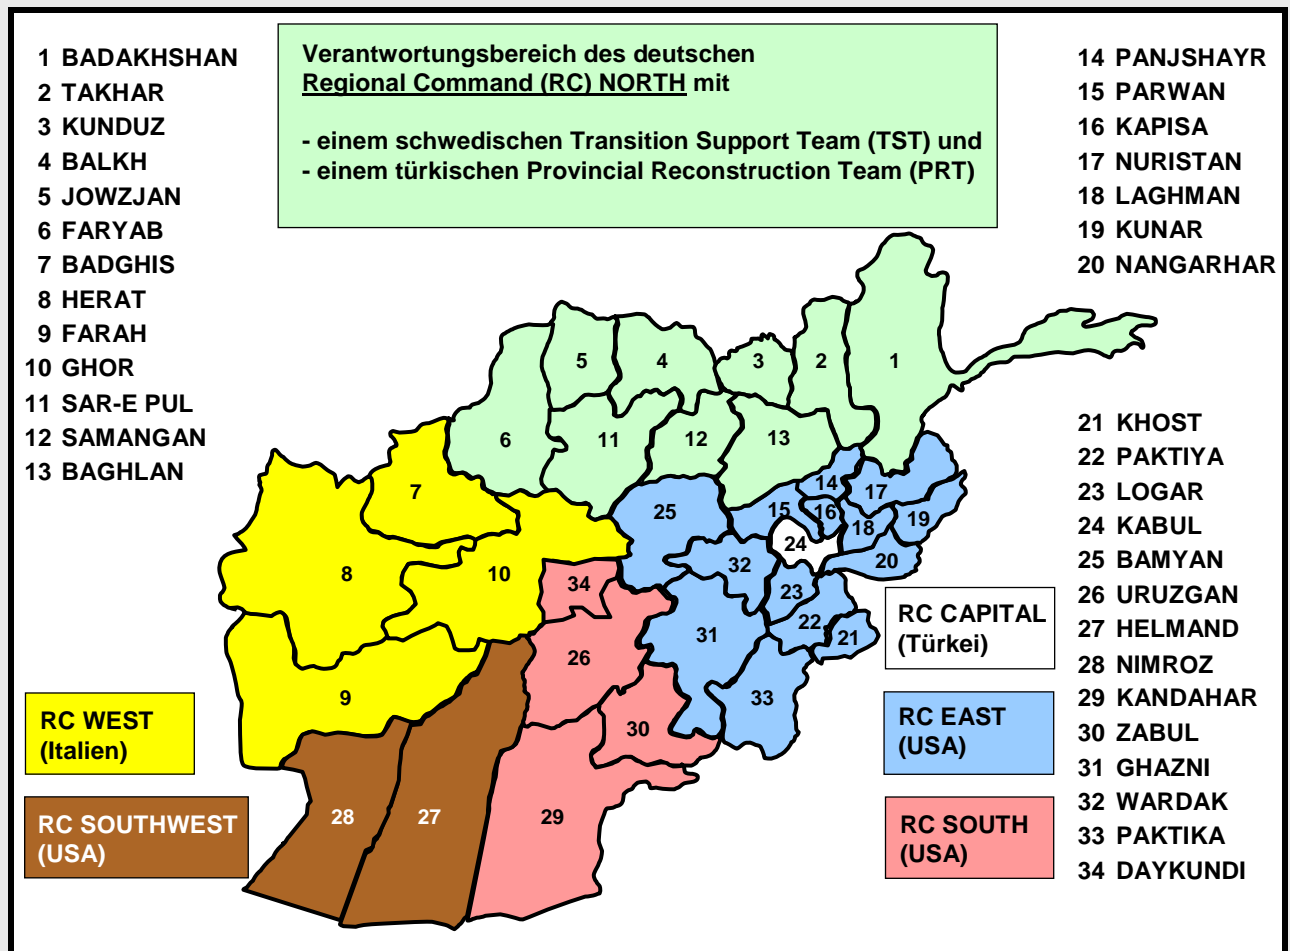 1 BADAKHSHAN
2 TAKHAR
3 KUNDUZ
4 BALKH
5 JOWZJAN
6 FARYAB
7 BADGHIS
8 HERAT
9 FARAH
10 GHOR
11 SAR-E PUL
12 SAMANGAN
13 BAGHLAN
Verantwortungsbereich des deutschen
Regional Command (RC) NORTH mit
- einem schwedischen Transition Support Team (TST) und
- einem türkischen Provincial Reconstruction Team (PRT)
14 PANJSHAYR
15 PARWAN
16 KAPISA
17 NURISTAN
18 LAGHMAN
19 KUNAR
20 NANGARHAR
21 KHOST
22 PAKTIYA
23 LOGAR
24 KABUL
25 BAMYAN
26 URUZGAN
27 HELMAND
28 NIMROZ
29 KANDAHAR
30 ZABUL
31 GHAZNI
32 WARDAK
33 PAKTIKA
34 DAYKUNDI
5
4
3
2
1
6
11
12
13
7
14
17
25
15
16
18
19
24
20
8
10
34
32
23
22
21
31
26
9
33
30
28
27
29
RC CAPITAL
(Türkei)
RC WEST
(Italien)
RC EAST
(USA)
RC SOUTHWEST
(USA)
RC SOUTH
(USA)